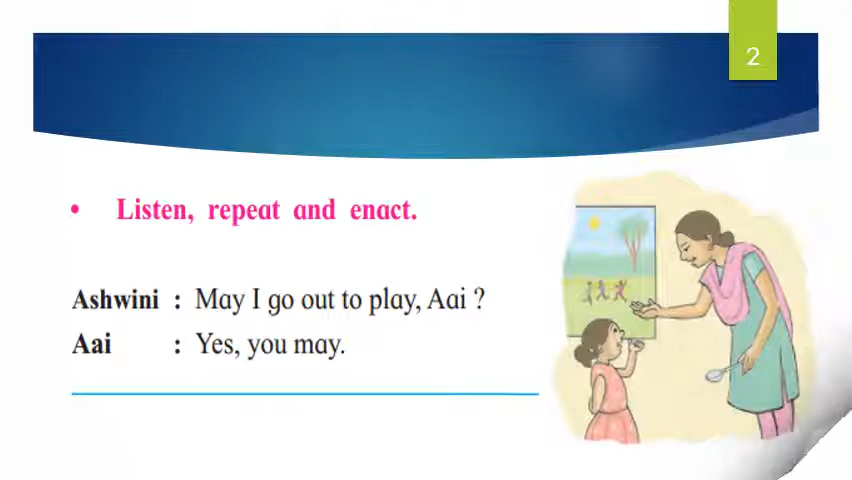 2
• Listen, repeat and enact.
Ashwini : May I go out to play, Aai ?
Aai : Yes, you may.